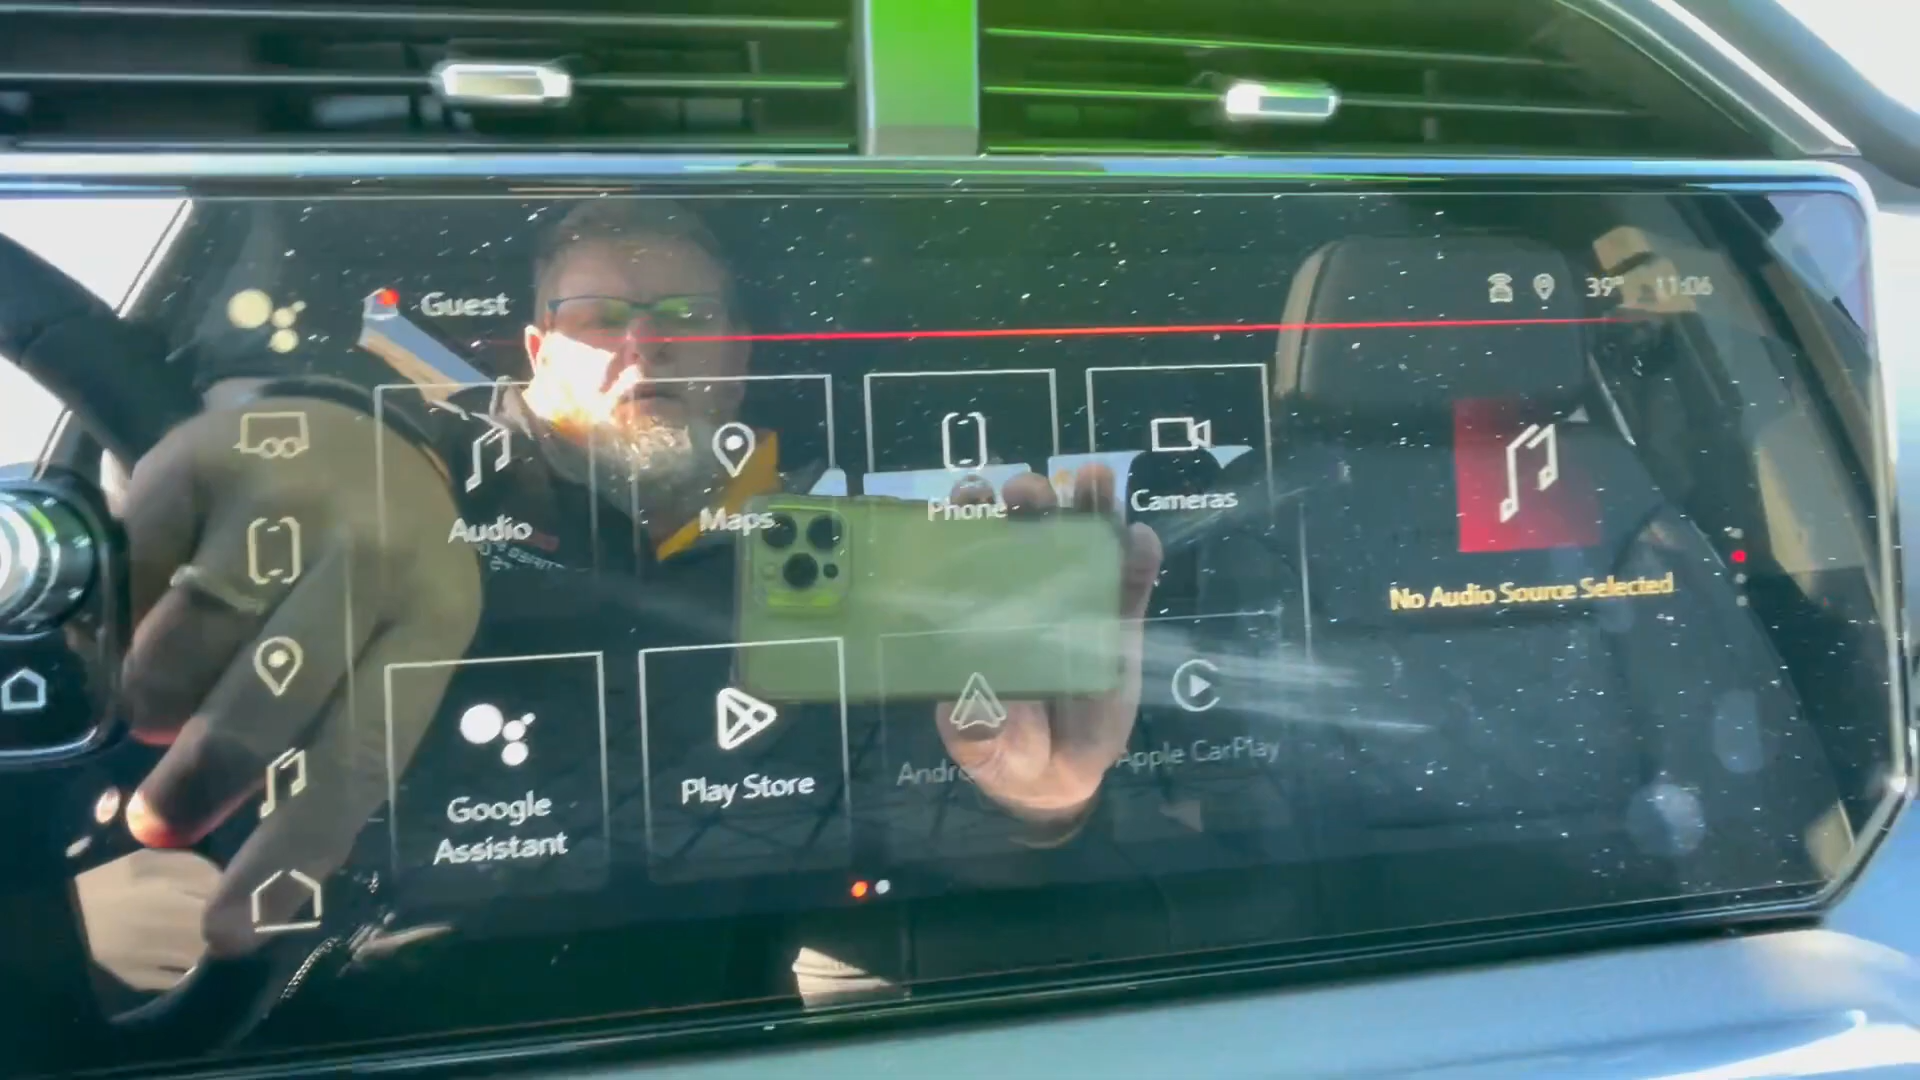 Guest
39° 11:06
Audio
Maps
Phone
Cameras
No Audio Source Selected
Google
Assistant
Play Store
Apple CarPlay